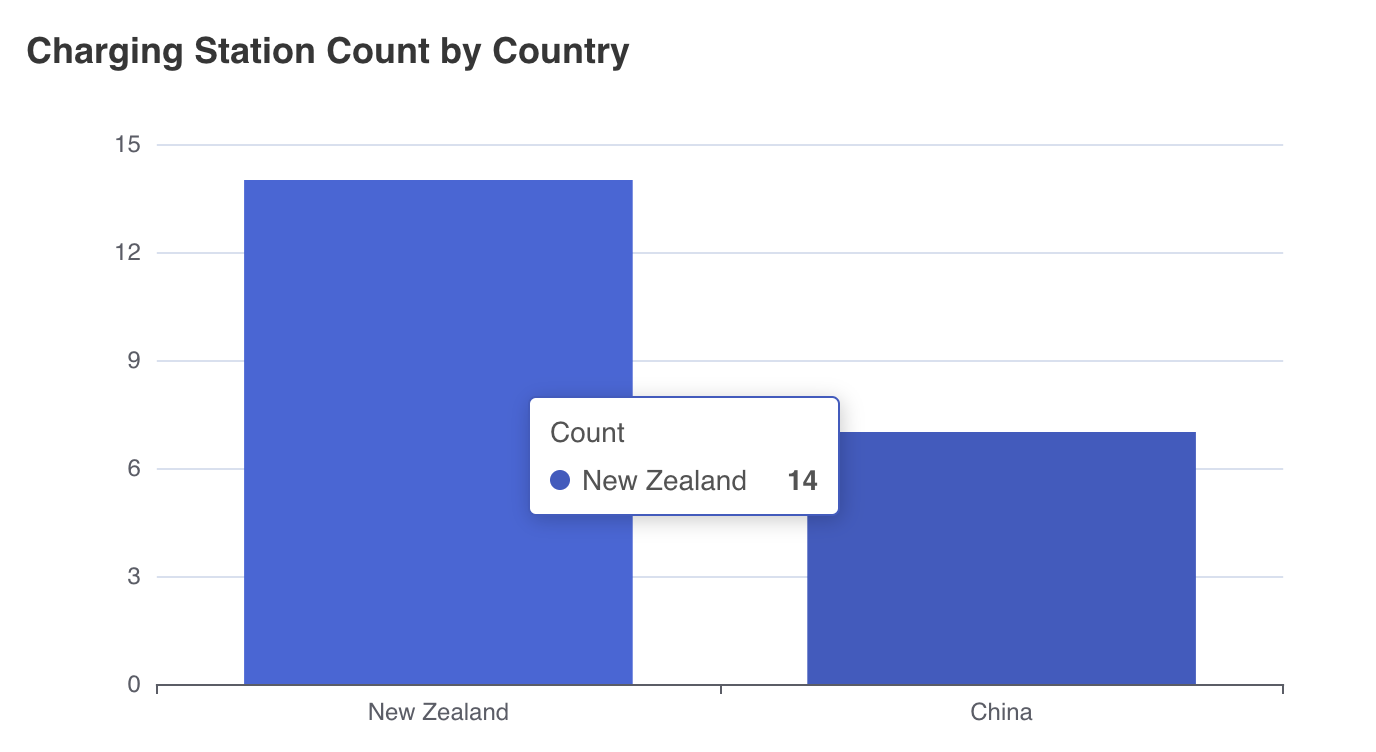 Charging Station Count by Country
15
12
9
6
3
0
Count
New Zealand 14
New Zealand
China